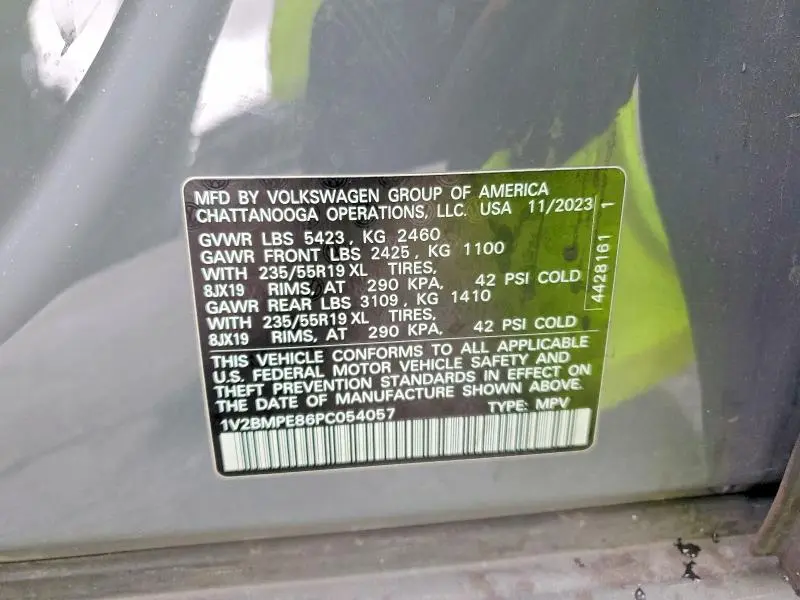 MFD BY VOLKSWAGEN GROUP OF AMERICA
CHATTANOOGA OPERATIONS, LLC. USA 11/2023
GVWR LBS 5423, KG 2460
GAWR FRONT LBS 2425, KG 1100
WITH 235/55R19 XL TIRES,
8JX19 RIMS, AT 290 KPA, 42 PSI COLD
GAWR REAR LBS 3109, KG 1410
WITH 235/55R19 XL TIRES,
8JX19 RIMS, AT 290 KPA, 42 PSI COLD
THIS VEHICLE CONFORMS TO ALL APPLICABLE
U.S. FEDERAL MOTOR VEHICLE SAFETY AND
THEFT PREVENTION STANDARDS IN EFFECT ON
THE DATE OF MANUFACTURE SHOWN ABOVE.
1V2BMPE86PC054057 TYPE: MPV
4428161 1